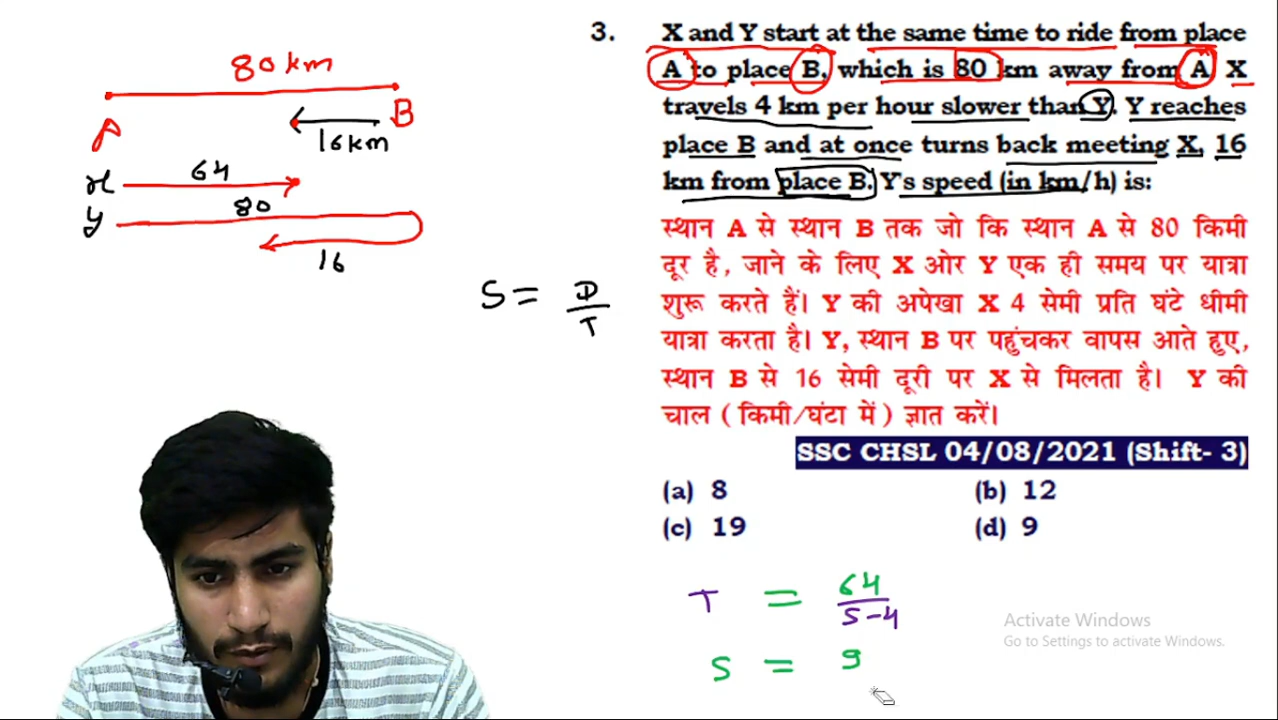 80 km
A B
16km
x 64
y 80
16
S = D/T
3. X and Y start at the same time to ride from place
A to place B, which is 80 km away from A. X
travels 4 km per hour slower than Y. Y reaches
place B and at once turns back meeting X, 16
km from place B. Y's speed (in km/h) is:
स्थान A से स्थान B तक जो कि स्थान A से 80 किमी
दूर है, जाने के लिए X ओर Y एक ही समय पर यात्रा
शुरू करते हैं। Y की अपेखा X 4 सेमी प्रति घंटे धीमी
यात्रा करता है। Y, स्थान B पर पहुंचकर वापस आते हुए,
स्थान B से 16 सेमी दूरी पर X से मिलता है। Y की
चाल ( किमी/घंटा में ) ज्ञात करें।
SSC CHSL 04/08/2021 (Shift- 3)
(a) 8 (b) 12
(c) 19 (d) 9
T = 64/S-4
S = 9
Activate Windows
Go to Settings to activate Windows.